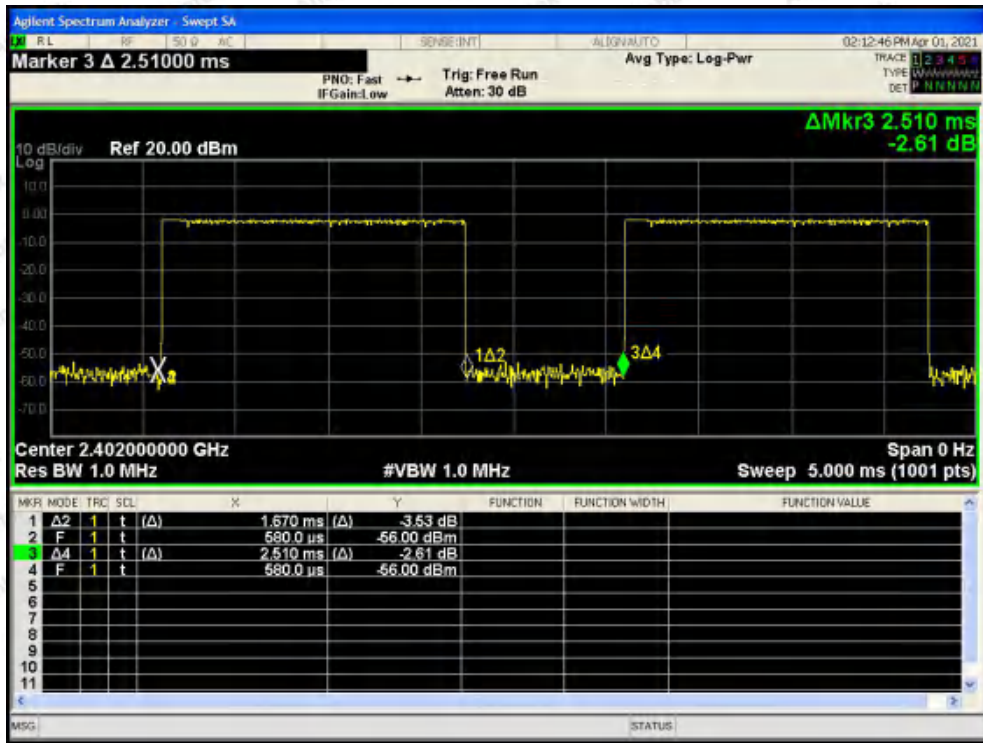 Agilent Spectrum Analyzer - Swept SA
LXI RL RF 50 Ω AC SENSE:INT ALIGNAUTO 02:12:46 PM Apr 01, 2021
Marker 3 Δ 2.51000 ms
PNO: Fast
IFGain:Low
Trig: Free Run
Atten: 30 dB
Avg Type: Log-Pwr
TRACE 1 2 3 4 5 6
TYPE
DET P N N N N N
ΔMkr3 2.510 ms
-2.61 dB
10 dB/div Ref 20.00 dBm
Log
10.0
0.00
-10.0
-20.0
-30.0
-40.0
-50.0
-60.0
-70.0
1Δ2
3Δ4
Center 2.402000000 GHz Span 0 Hz
Res BW 1.0 MHz #VBW 1.0 MHz Sweep 5.000 ms (1001 pts)
MKR MODE TRC SCL X Y FUNCTION FUNCTION WIDTH FUNCTION VALUE
1 Δ2 1 t (Δ) 1.670 ms (Δ) -3.53 dB
2 F 1 t 580.0 µs -56.00 dBm
3 Δ4 1 t (Δ) 2.510 ms (Δ) -2.61 dB
4 F 1 t 580.0 µs -56.00 dBm
5
6
7
8
9
10
11
MSG STATUS